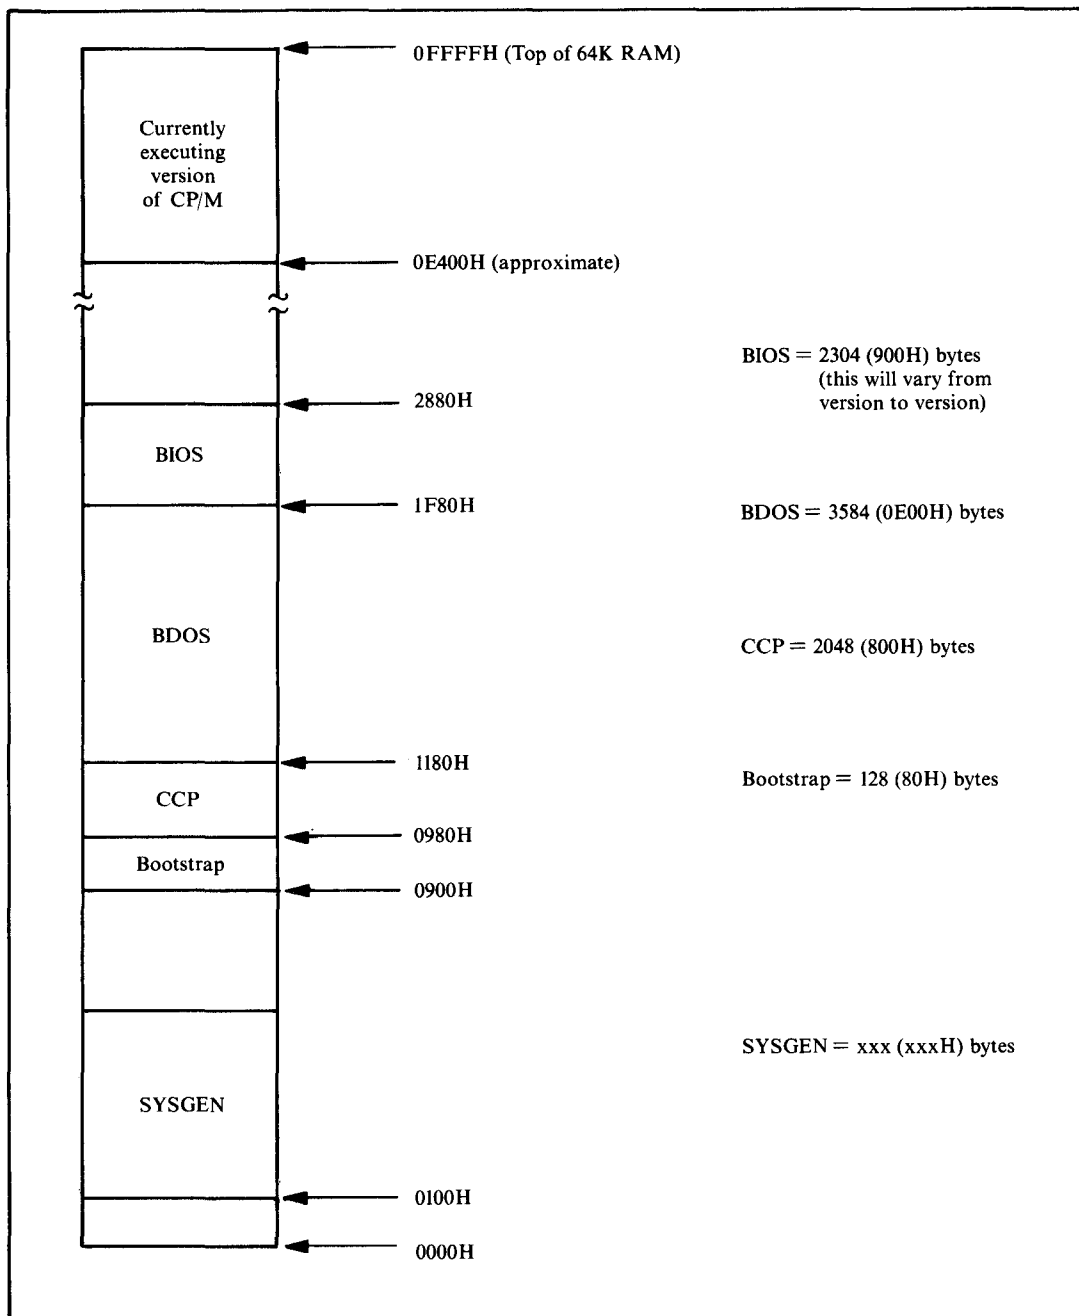 0FFFFH (Top of 64K RAM)
Currently
executing
version
of CP/M
0E400H (approximate)
BIOS = 2304 (900H) bytes
(this will vary from
version to version)
2880H
BIOS
1F80H
BDOS = 3584 (0E00H) bytes
BDOS
CCP = 2048 (800H) bytes
1180H
Bootstrap = 128 (80H) bytes
CCP
0980H
Bootstrap
0900H
SYSGEN = xxx (xxxH) bytes
SYSGEN
0100H
0000H